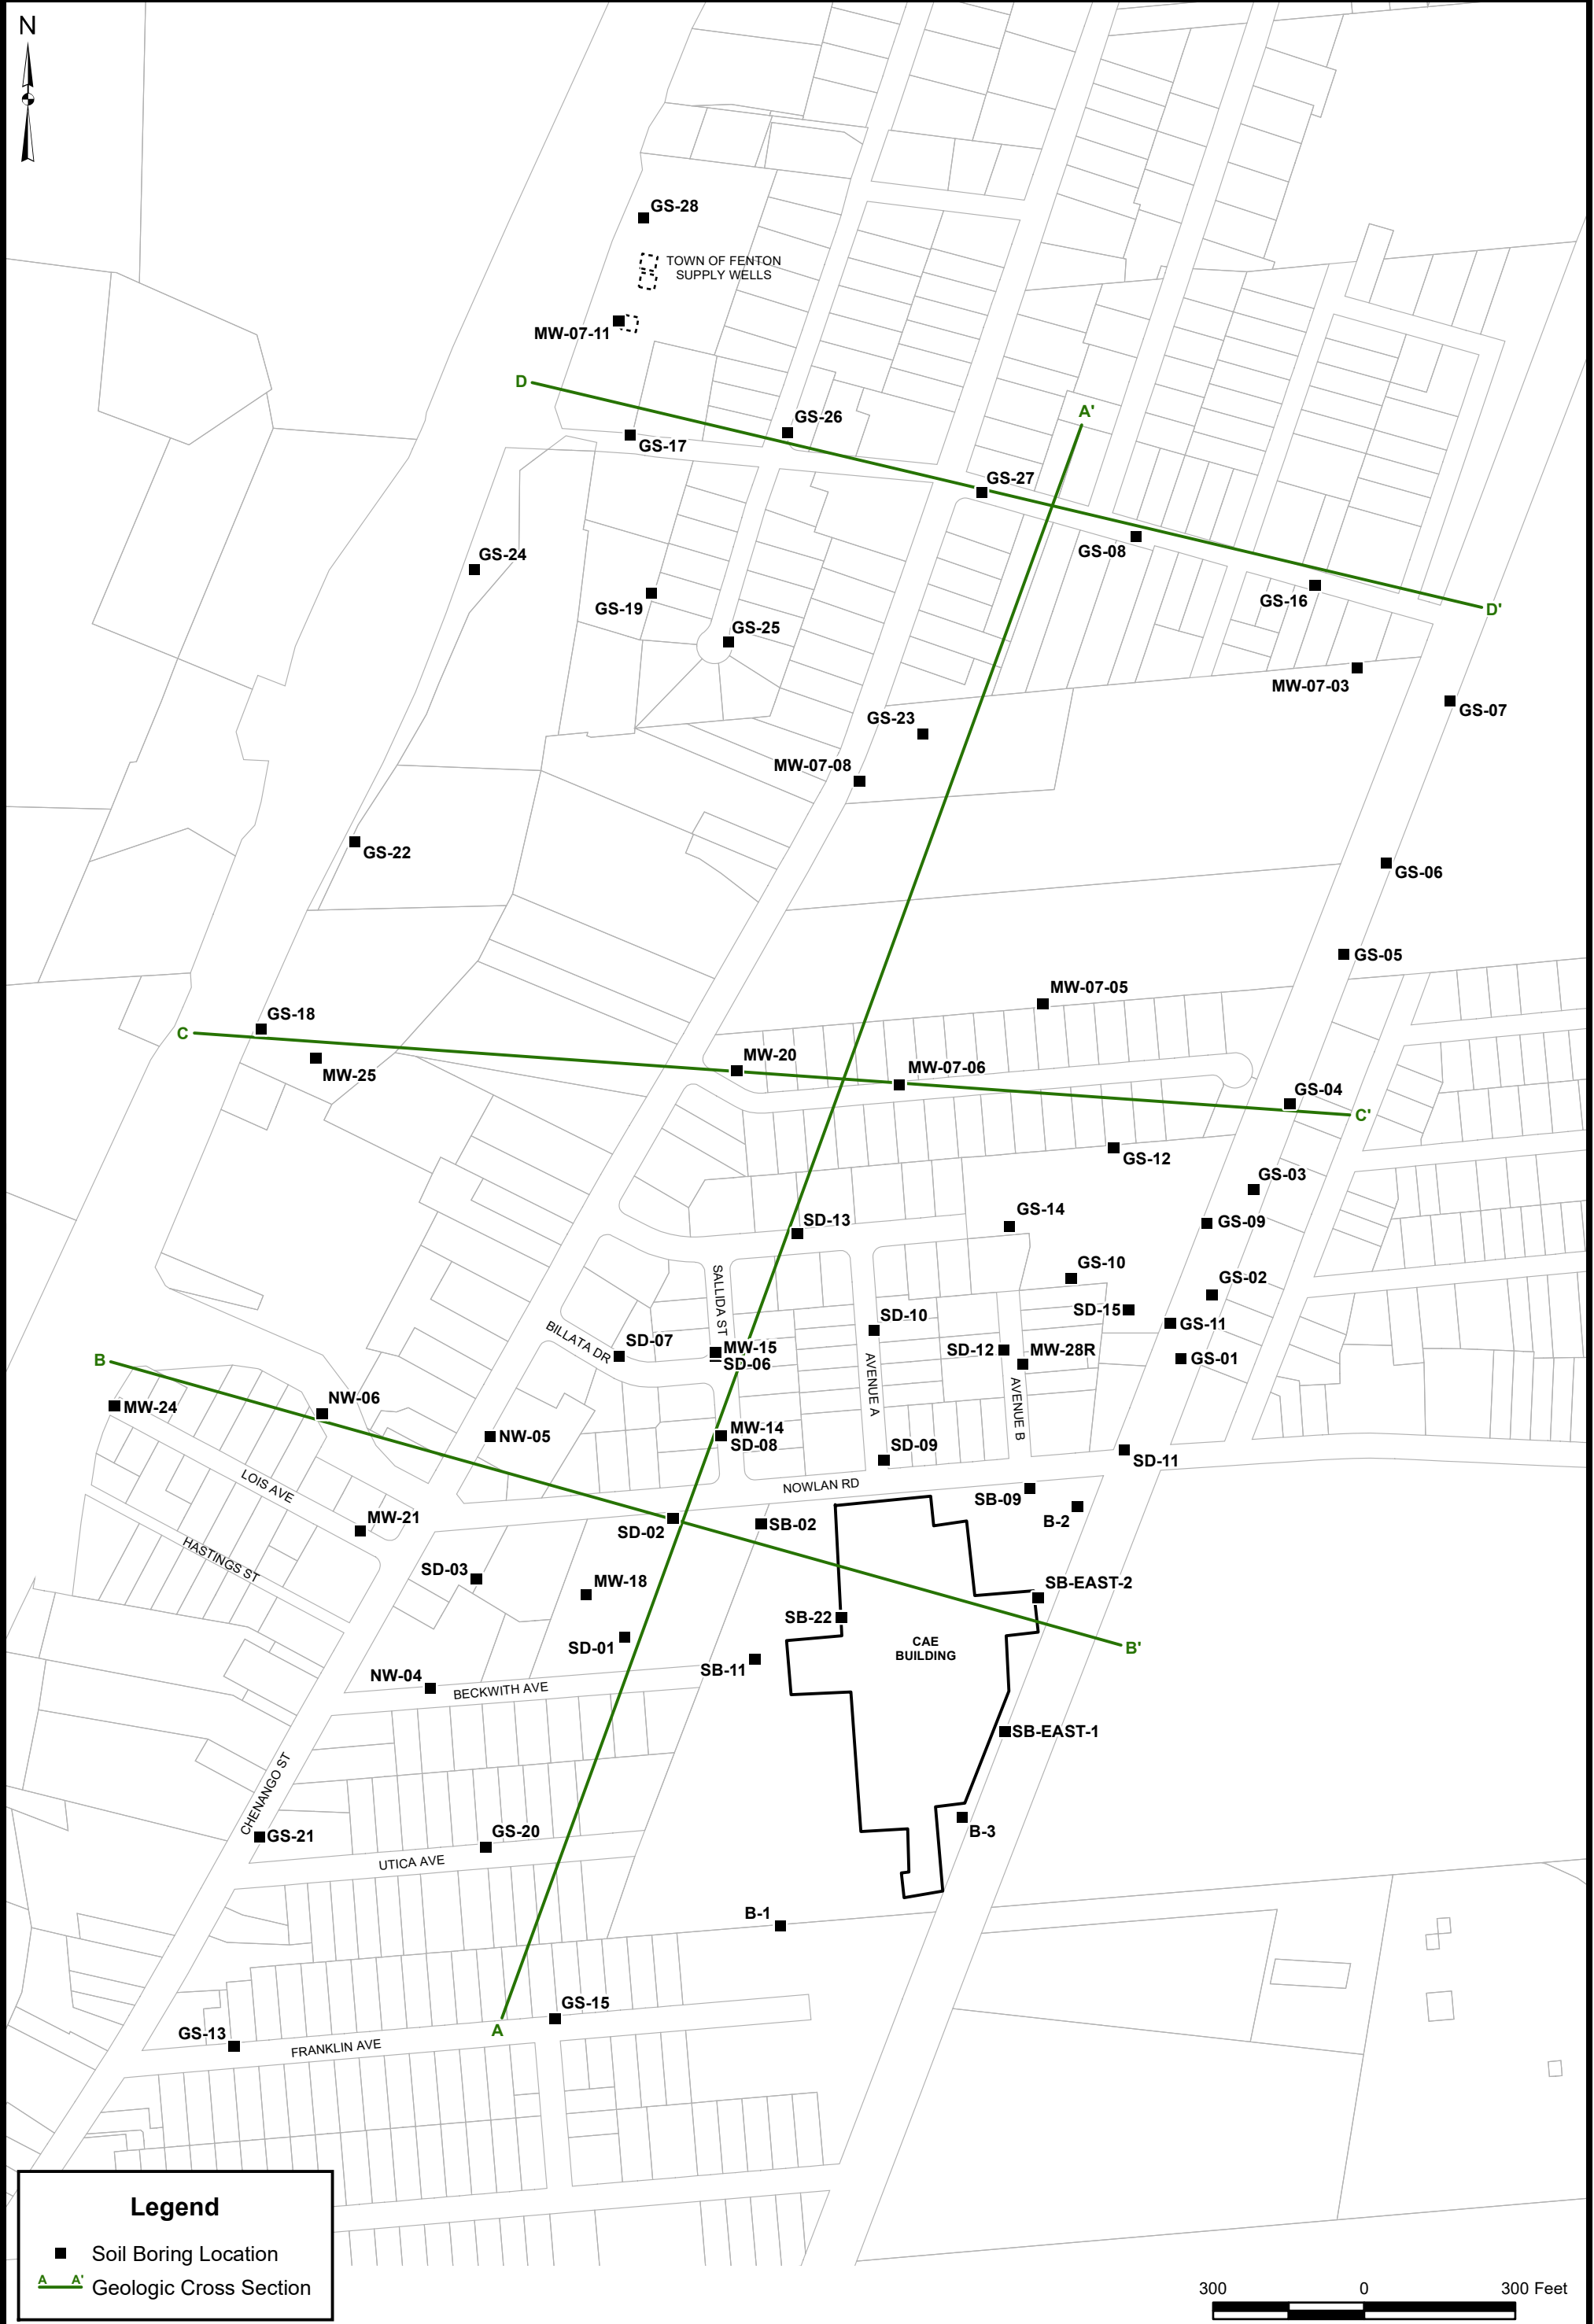 N
GS-28
TOWN OF FENTON
SUPPLY WELLS
MW-07-11
D
A'
GS-26
GS-17
GS-27
GS-08
GS-24
GS-19
GS-16
D'
GS-25
MW-07-03
GS-07
GS-23
MW-07-08
GS-22
GS-06
GS-05
MW-07-05
GS-18
C
MW-25
MW-20
MW-07-06
GS-04
C'
GS-12
GS-03
GS-14
GS-09
SD-13
GS-10
GS-02
SALLIDA ST
SD-15
SD-10
GS-11
BILLATA DR
SD-07
MW-15
SD-06
SD-12
MW-28R
GS-01
B
AVENUE A
AVENUE B
NW-06
MW-24
NW-05
MW-14
SD-08
SD-09
SD-11
LOIS AVE
NOWLAN RD
SB-09
B-2
MW-21
SD-02
SB-02
HASTINGS ST
SD-03
MW-18
SB-EAST-2
SB-22
SD-01
CAE
BUILDING
B'
SB-11
NW-04
BECKWITH AVE
SB-EAST-1
CHENANGO ST
GS-21
GS-20
B-3
UTICA AVE
B-1
GS-15
GS-13
A
FRANKLIN AVE
Legend
Soil Boring Location
A A'
Geologic Cross Section
300 0 300 Feet